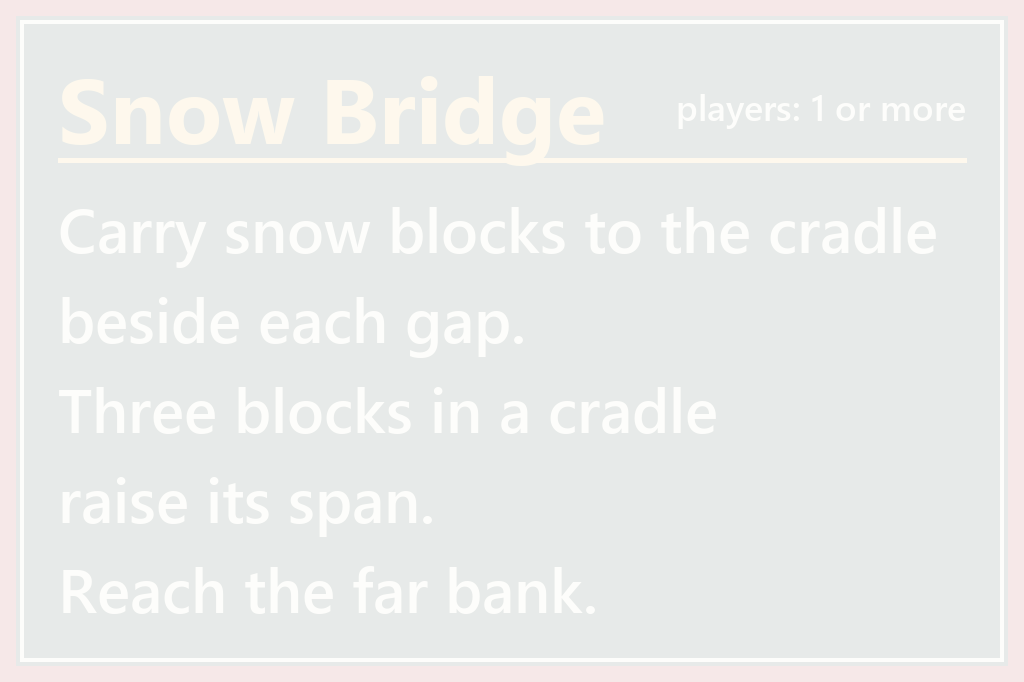 Snow Bridge
players: 1 or more
Carry snow blocks to the cradle
beside each gap.
Three blocks in a cradle
raise its span.
Reach the far bank.